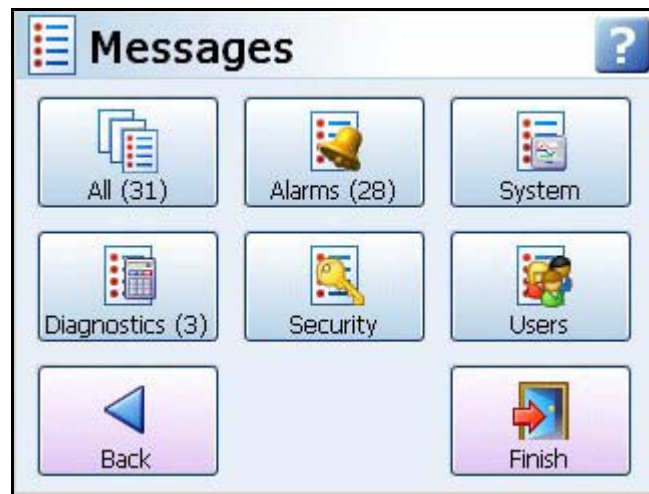 Messages
?
All (31)
Alarms (28)
System
Diagnostics (3)
Security
Users
Back
Finish